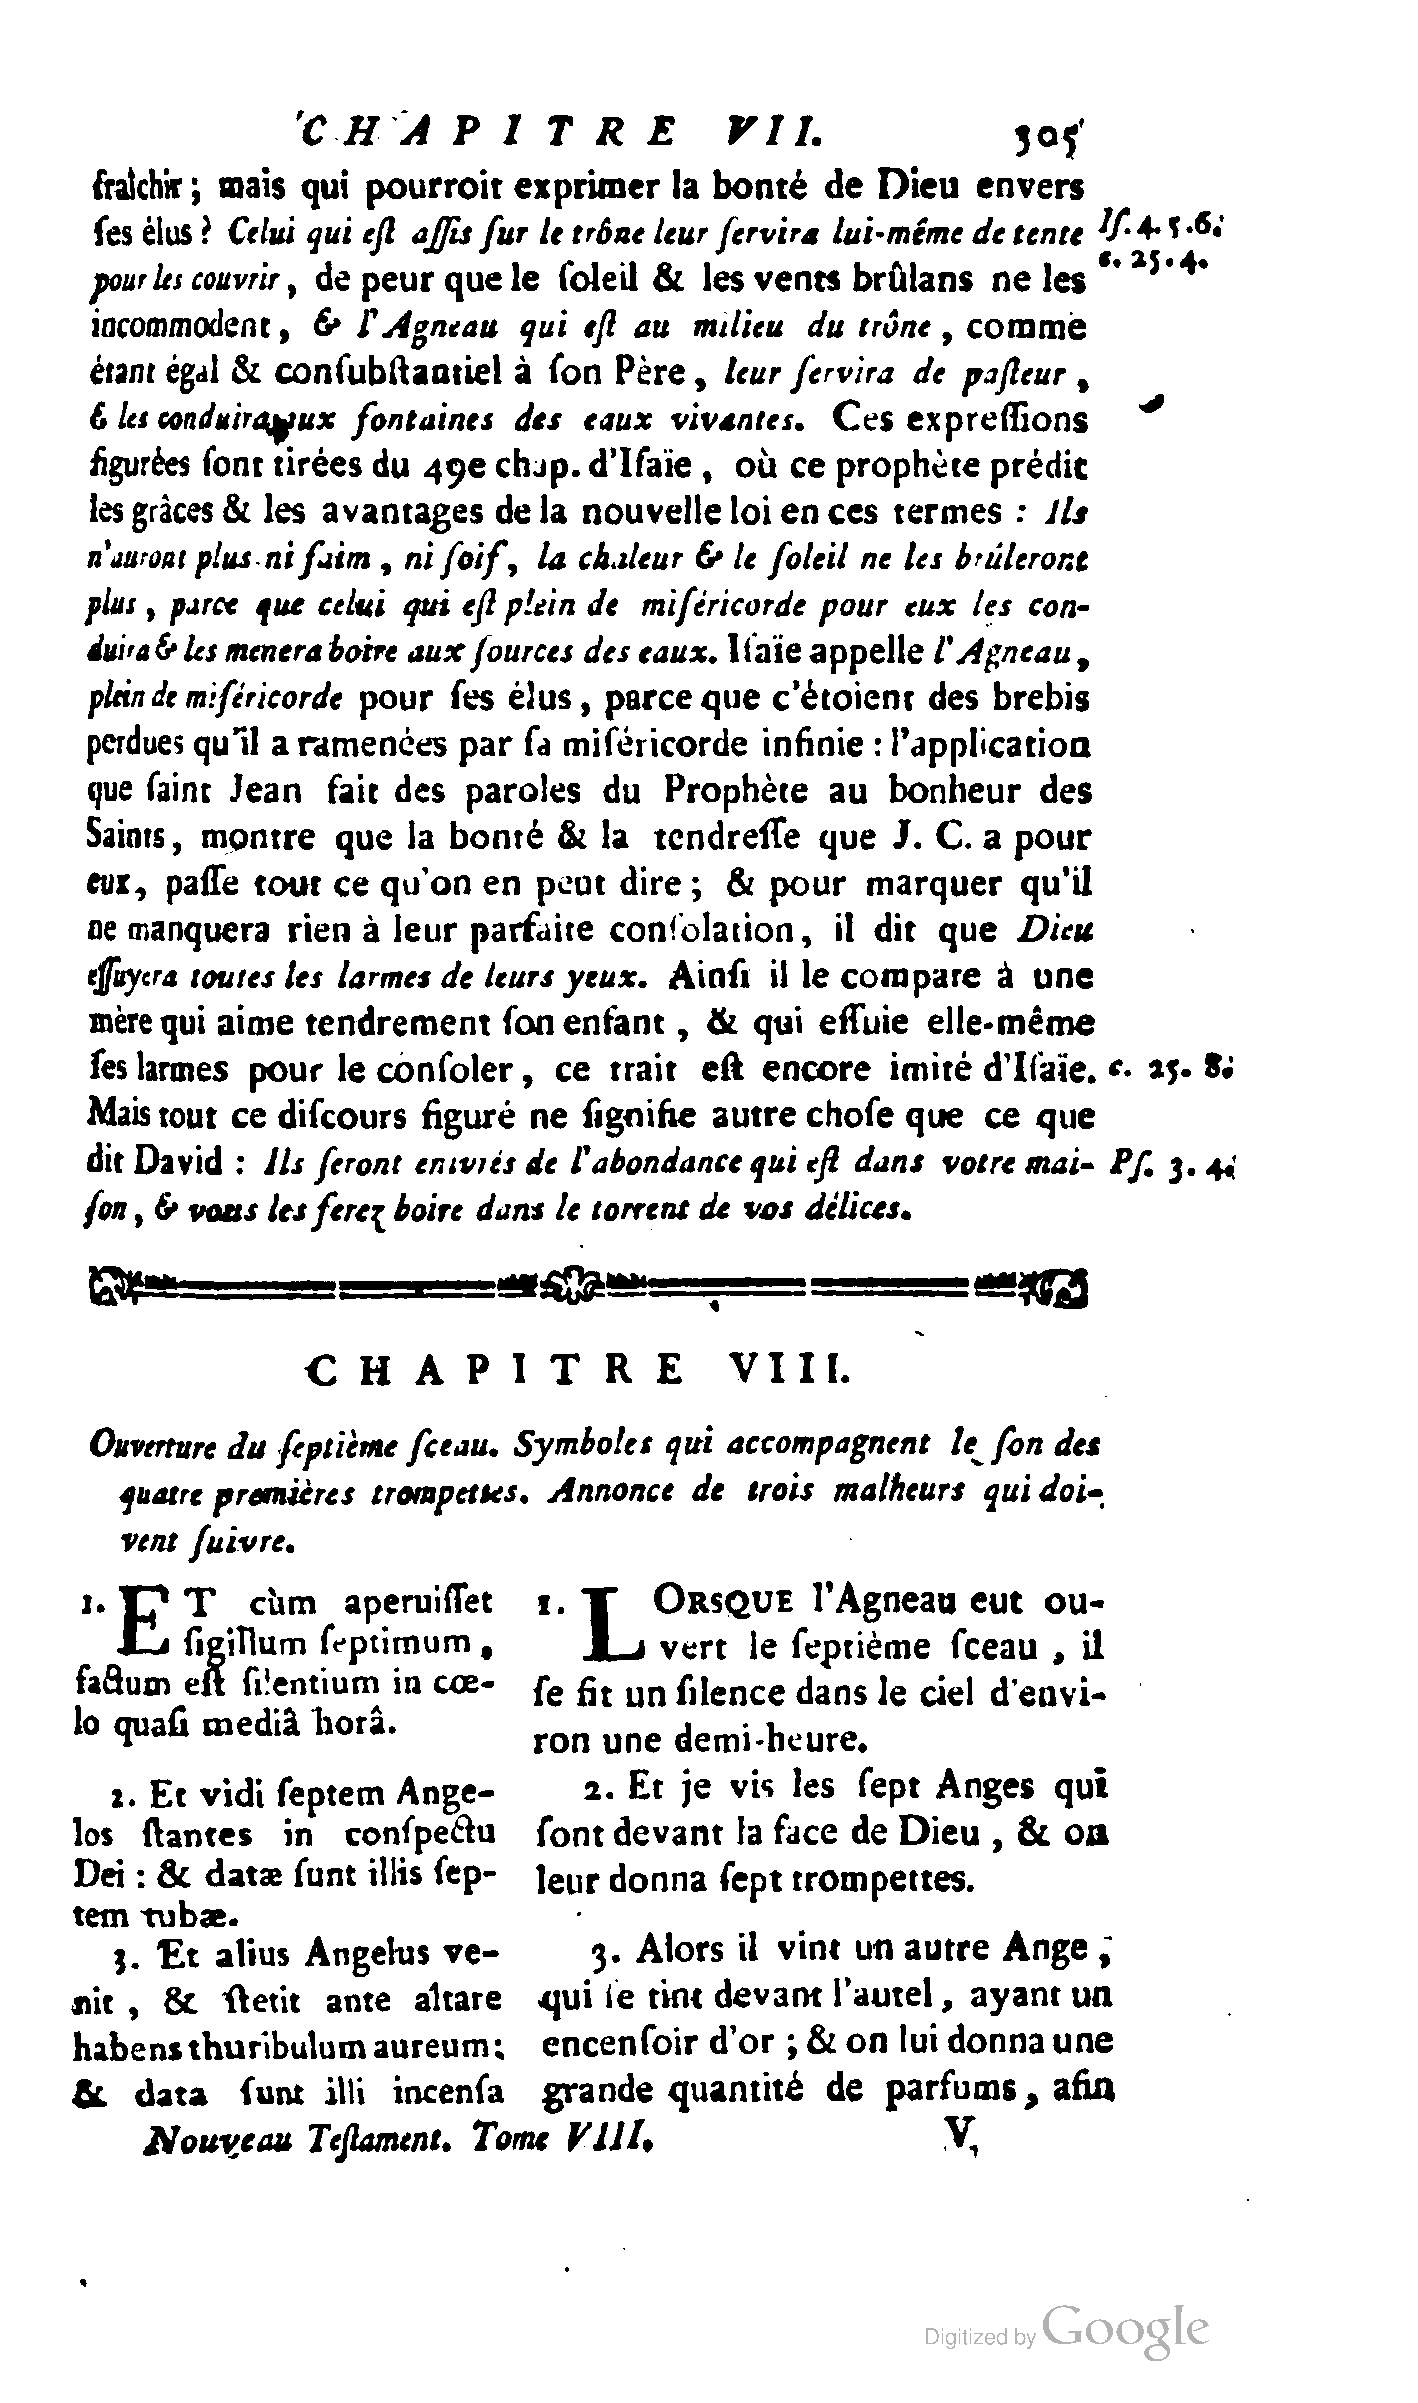 CHAPITRE VII. 305
fraîchir ; mais qui pourroit exprimer la bonté de Dieu envers
ſes élus ? Celui qui eſt aſſis ſur le trône leur ſervira lui-même de tente
Iſ. 4. 5. 6.
pour les couvrir, de peur que le ſoleil & les vents brûlans ne les
c. 25. 4.
incommodent, & l'Agneau qui eſt au milieu du trône, comme
étant égal & conſubſtantiel à ſon Père, leur ſervira de paſteur,
& les conduira aux fontaines des eaux vivantes. Ces expreſſions
figurées ſont tirées du 49e chap. d'Iſaïe, où ce prophète prédit
les grâces & les avantages de la nouvelle loi en ces termes : Ils
n'auront plus ni faim, ni ſoif, la chaleur & le ſoleil ne les brûleront
plus, parce que celui qui eſt plein de miſéricorde pour eux les con-
duira & les menera boire aux ſources des eaux. Iſaïe appelle l'Agneau,
plein de miſéricorde pour ſes élus, parce que c'étoient des brebis
perdues qu'il a ramenées par ſa miſéricorde infinie : l'application
que ſaint Jean fait des paroles du Prophète au bonheur des
Saints, montre que la bonté & la tendreſſe que J. C. a pour
eux, paſſe tout ce qu'on en peut dire ; & pour marquer qu'il
ne manquera rien à leur parfaite conſolation, il dit que Dieu
eſſuyera toutes les larmes de leurs yeux. Ainſi il le compare à une
mère qui aime tendrement ſon enfant, & qui eſſuie elle-même
ſes larmes pour le conſoler, ce trait eſt encore imité d'Iſaïe.
c. 25. 8.
Mais tout ce diſcours figuré ne ſignifie autre choſe que ce que
dit David : Ils ſeront enivrés de l'abondance qui eſt dans votre mai-
Pſ. 3. 4.
ſon, & vous les ferez boire dans le torrent de vos délices.
CHAPITRE VIII.
Ouverture du ſeptième ſceau. Symboles qui accompagnent le ſon des
quatre premières trompettes. Annonce de trois malheurs qui doi-
vent ſuivre.
1. ET cùm aperuiſſet
ſigillum ſeptimum,
factum eſt ſilentium in cœ-
lo quaſi mediâ horâ.
2. Et vidi ſeptem Ange-
los ſtantes in conſpectu
Dei : & datæ ſunt illis ſep-
tem tubæ.
3. Et alius Angelus ve-
nit, & ſtetit ante altare
habens thuribulum aureum ;
& data ſunt illi incenſa
1. LORSQUE l'Agneau eut ou-
vert le ſeptième ſceau, il
ſe fit un ſilence dans le ciel d'envi-
ron une demi-heure.
2. Et je vis les ſept Anges qui
ſont devant la face de Dieu, & on
leur donna ſept trompettes.
3. Alors il vint un autre Ange,
qui ſe tint devant l'autel, ayant un
encenſoir d'or ; & on lui donna une
grande quantité de parfums, afin
Nouveau Teſtament. Tome VIII. V
Digitized by Google